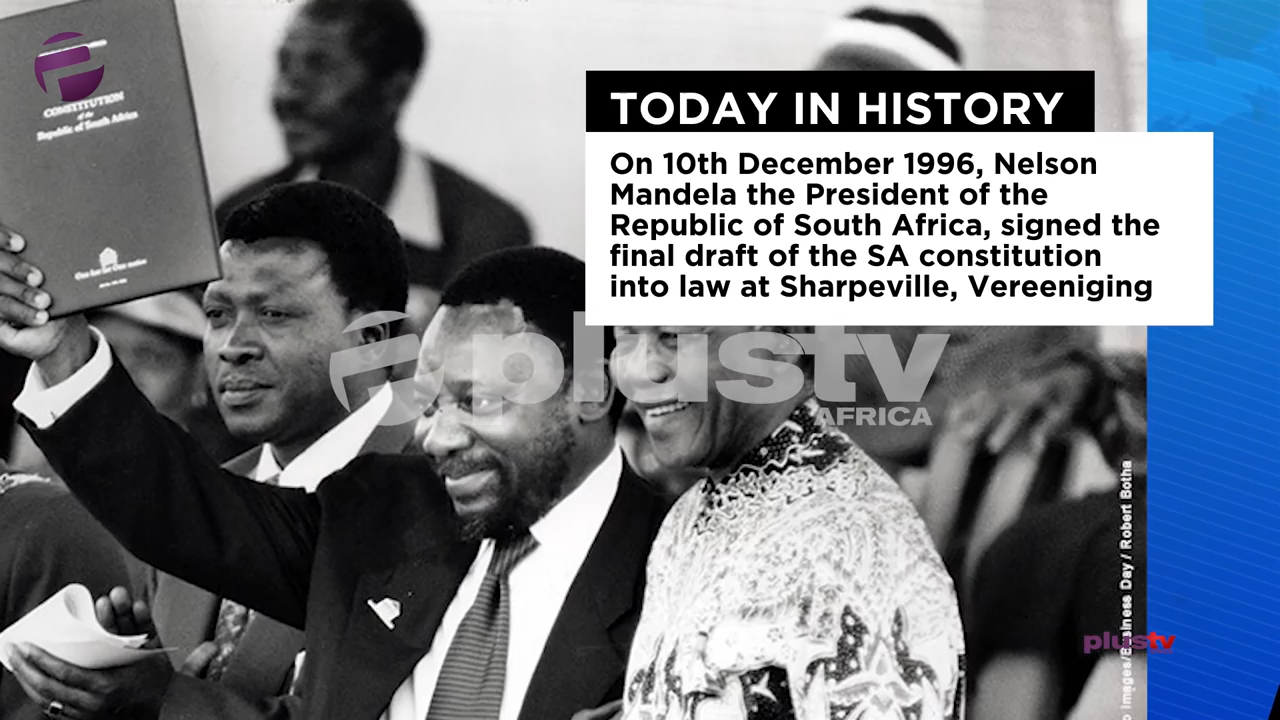 CONSTITUTION
of the
Republic of South Africa
TODAY IN HISTORY
On 10th December 1996, Nelson
Mandela the President of the
Republic of South Africa, signed the
final draft of the SA constitution
into law at Sharpeville, Vereeniging
plustv
AFRICA
plustv
Images/Business Day / Robert Botha